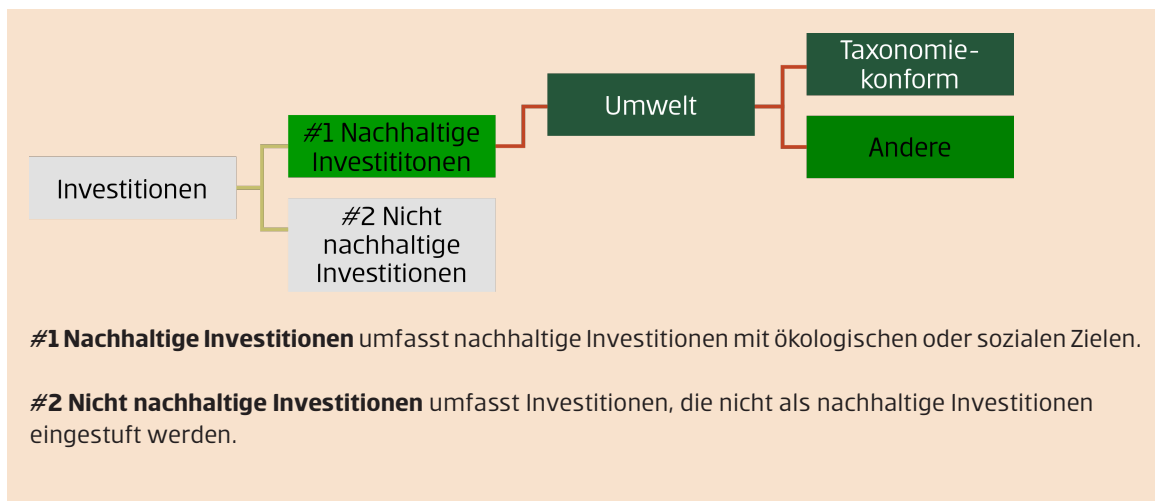 Taxonomie-
konform
Umwelt
#1 Nachhaltige
Investititonen
Andere
Investitionen
#2 Nicht
nachhaltige
Investitionen
#1 Nachhaltige Investitionen umfasst nachhaltige Investitionen mit ökologischen oder sozialen Zielen.
#2 Nicht nachhaltige Investitionen umfasst Investitionen, die nicht als nachhaltige Investitionen
eingestuft werden.